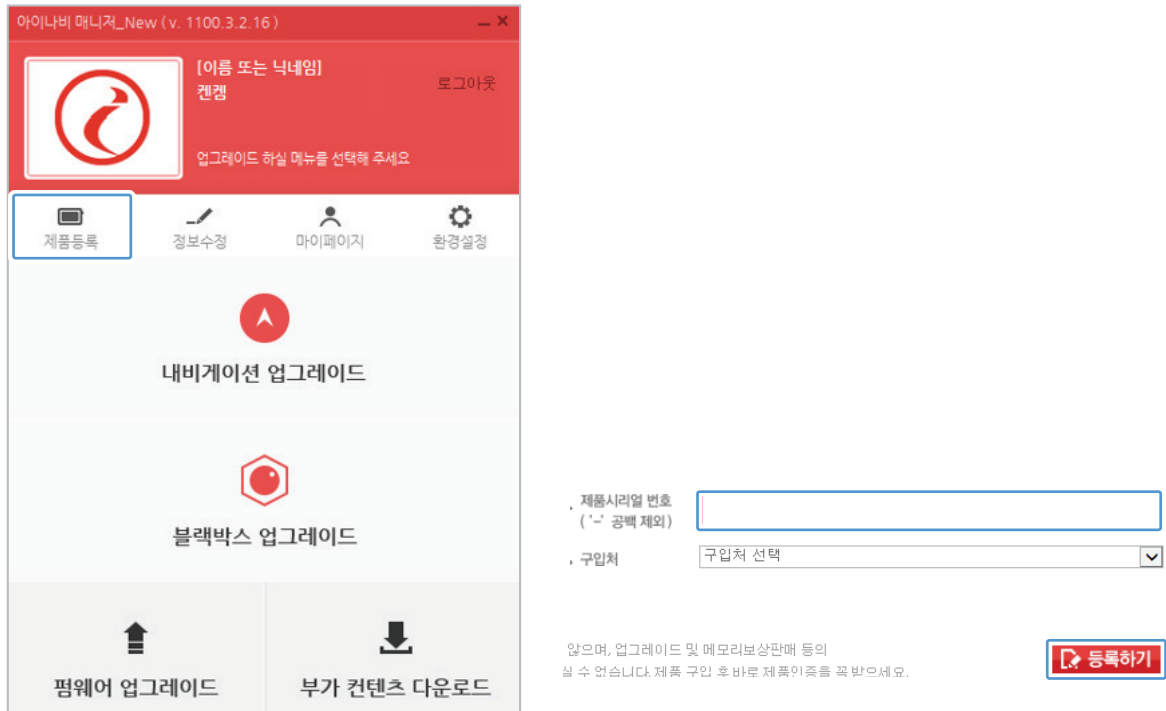 아이나비 매니저_New ( v. 1100.3.2.16 )
[이름 또는 닉네임]
켄켐
로그아웃
업그레이드 하실 메뉴를 선택해 주세요
제품등록
정보수정
마이페이지
환경설정
내비게이션 업그레이드
블랙박스 업그레이드
펌웨어 업그레이드
부가 컨텐츠 다운로드
제품시리얼 번호
( '-' 공백 제외 )
구입처
구입처 선택
않으며, 업그레이드 및 메모리보상판매 등의
실 수 없습니다. 제품 구입 후 바로 제품인증을 꼭 받으세요.
등록하기